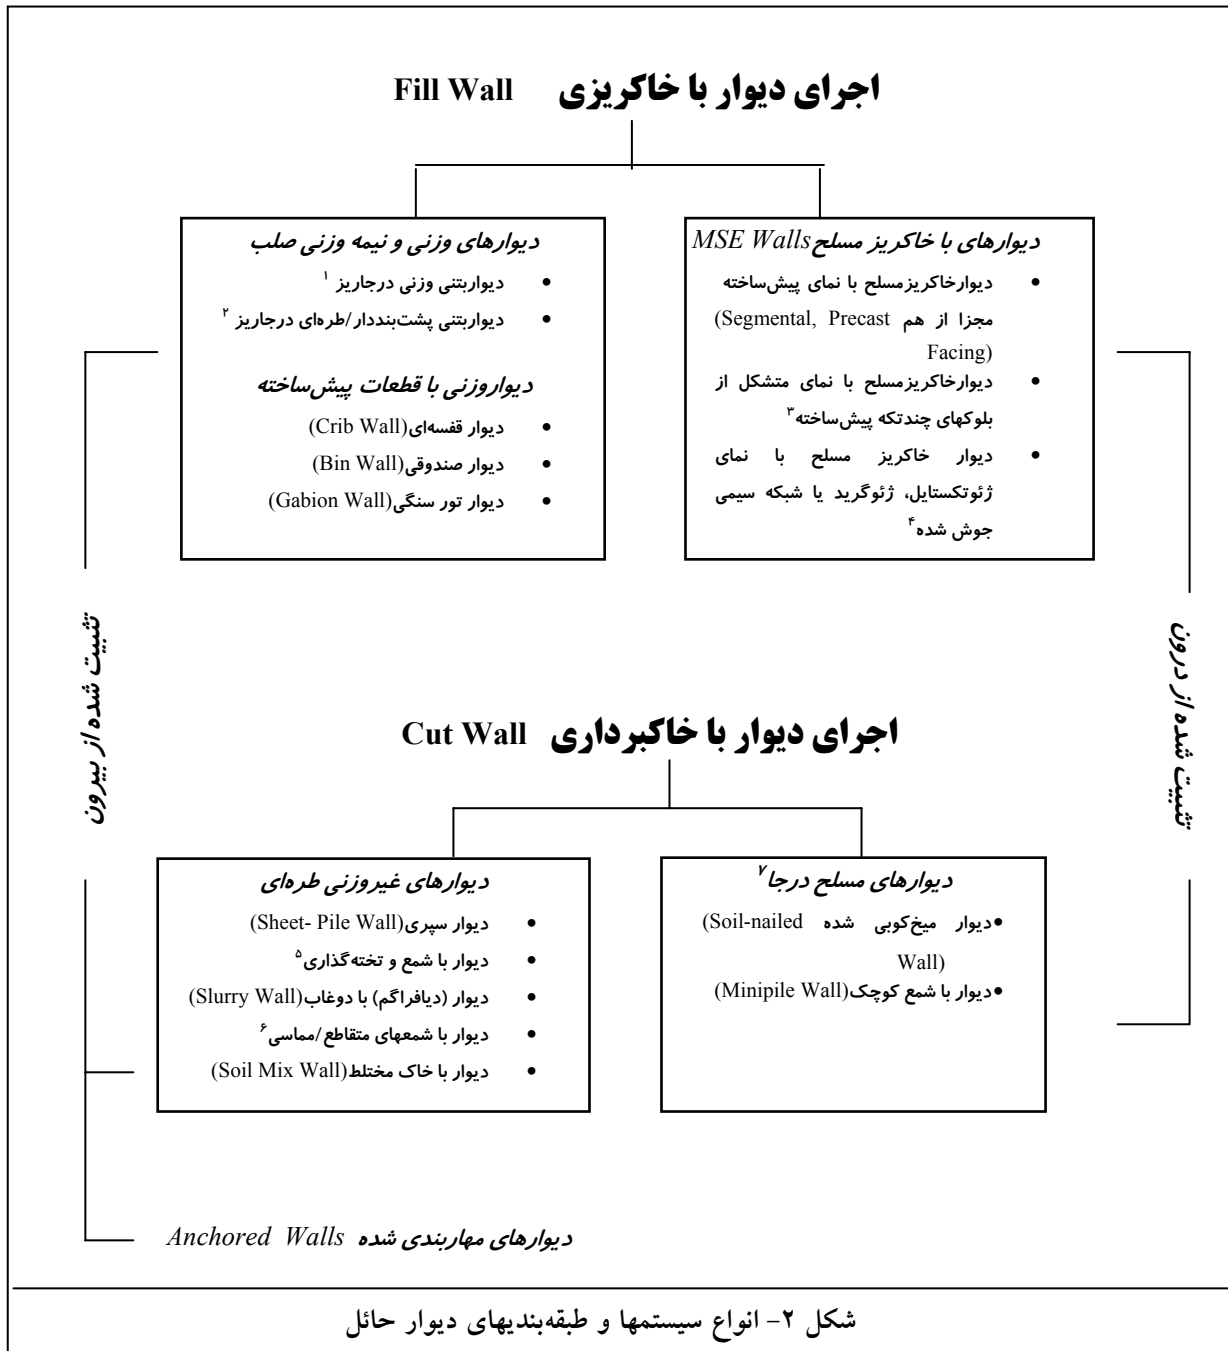 اجرای دیوار با خاکریزی Fill Wall
دیوارهای با خاکریز مسلح MSE Walls
• دیوارخاکریزمسلح با نمای پیش‌ساخته
مجزا از هم (Segmental, Precast
Facing)
• دیوارخاکریزمسلح با نمای متشکل از
بلوکهای چندتکه پیش‌ساخته۳
• دیوار خاکریز مسلح با نمای
ژئوتکستایل، ژئوگرید یا شبکه سیمی
جوش شده۴
دیوارهای وزنی و نیمه وزنی صلب
• دیواربتنی وزنی درجاریز ۱
• دیواربتنی پشت‌بنددار/طره‌ای درجاریز ۲
دیواروزنی با قطعات پیش‌ساخته
• دیوار قفسه‌ای(Crib Wall)
• دیوار صندوقی(Bin Wall)
• دیوار تور سنگی(Gabion Wall)
تثبیت شده از درون
تثبیت شده از بیرون
اجرای دیوار با خاکبرداری Cut Wall
دیوارهای مسلح درجا۷
• دیوار میخ‌کوبی شده (Soil-nailed
Wall)
• دیوار با شمع کوچک(Minipile Wall)
دیوارهای غیروزنی طره‌ای
• دیوار سپری(Sheet- Pile Wall)
• دیوار با شمع و تخته‌گذاری۵
• دیوار (دیافراگم) با دوغاب(Slurry Wall)
• دیوار با شمعهای متقاطع/مماسی۶
• دیوار با خاک مختلط(Soil Mix Wall)
دیوارهای مهاربندی شده Anchored Walls
شکل ۲- انواع سیستمها و طبقه‌بندیهای دیوار حائل